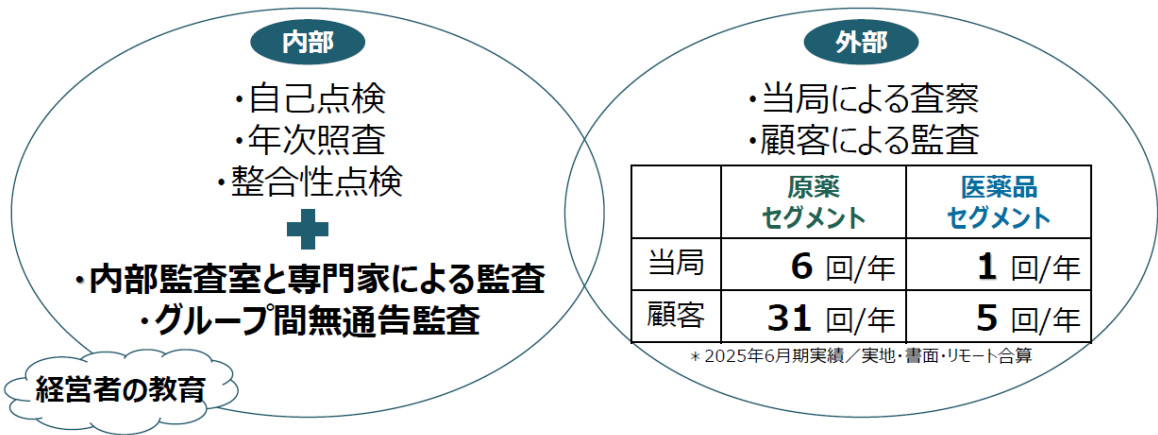 内部
・自己点検
・年次照査
・整合性点検
+
・内部監査室と専門家による監査
・グループ間無通告監査
経営者の教育
外部
・当局による査察
・顧客による監査
原薬
セグメント
医薬品
セグメント
当局 6 回/年 1 回/年
顧客 31 回/年 5 回/年
＊2025年6月期実績／実地・書面・リモート合算